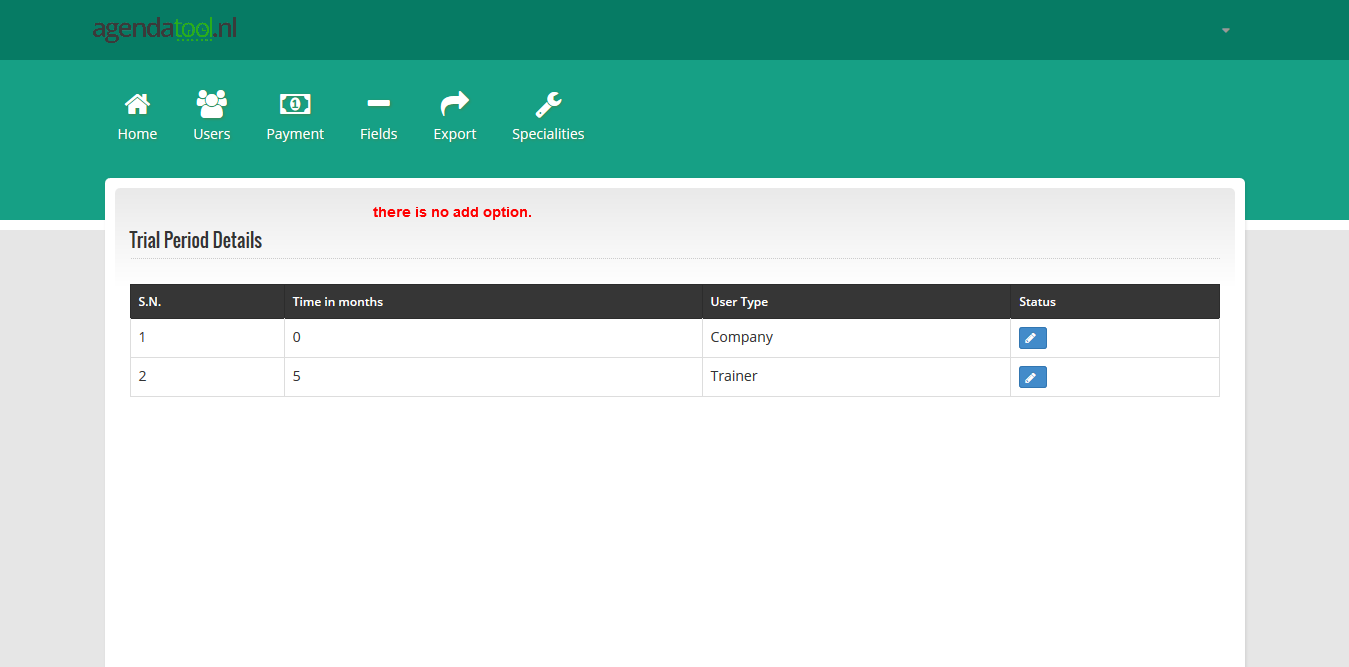 agendatool.nl
Home Users Payment Fields Export Specialities
there is no add option.
Trial Period Details
S.N. Time in months User Type Status
1 0 Company
2 5 Trainer